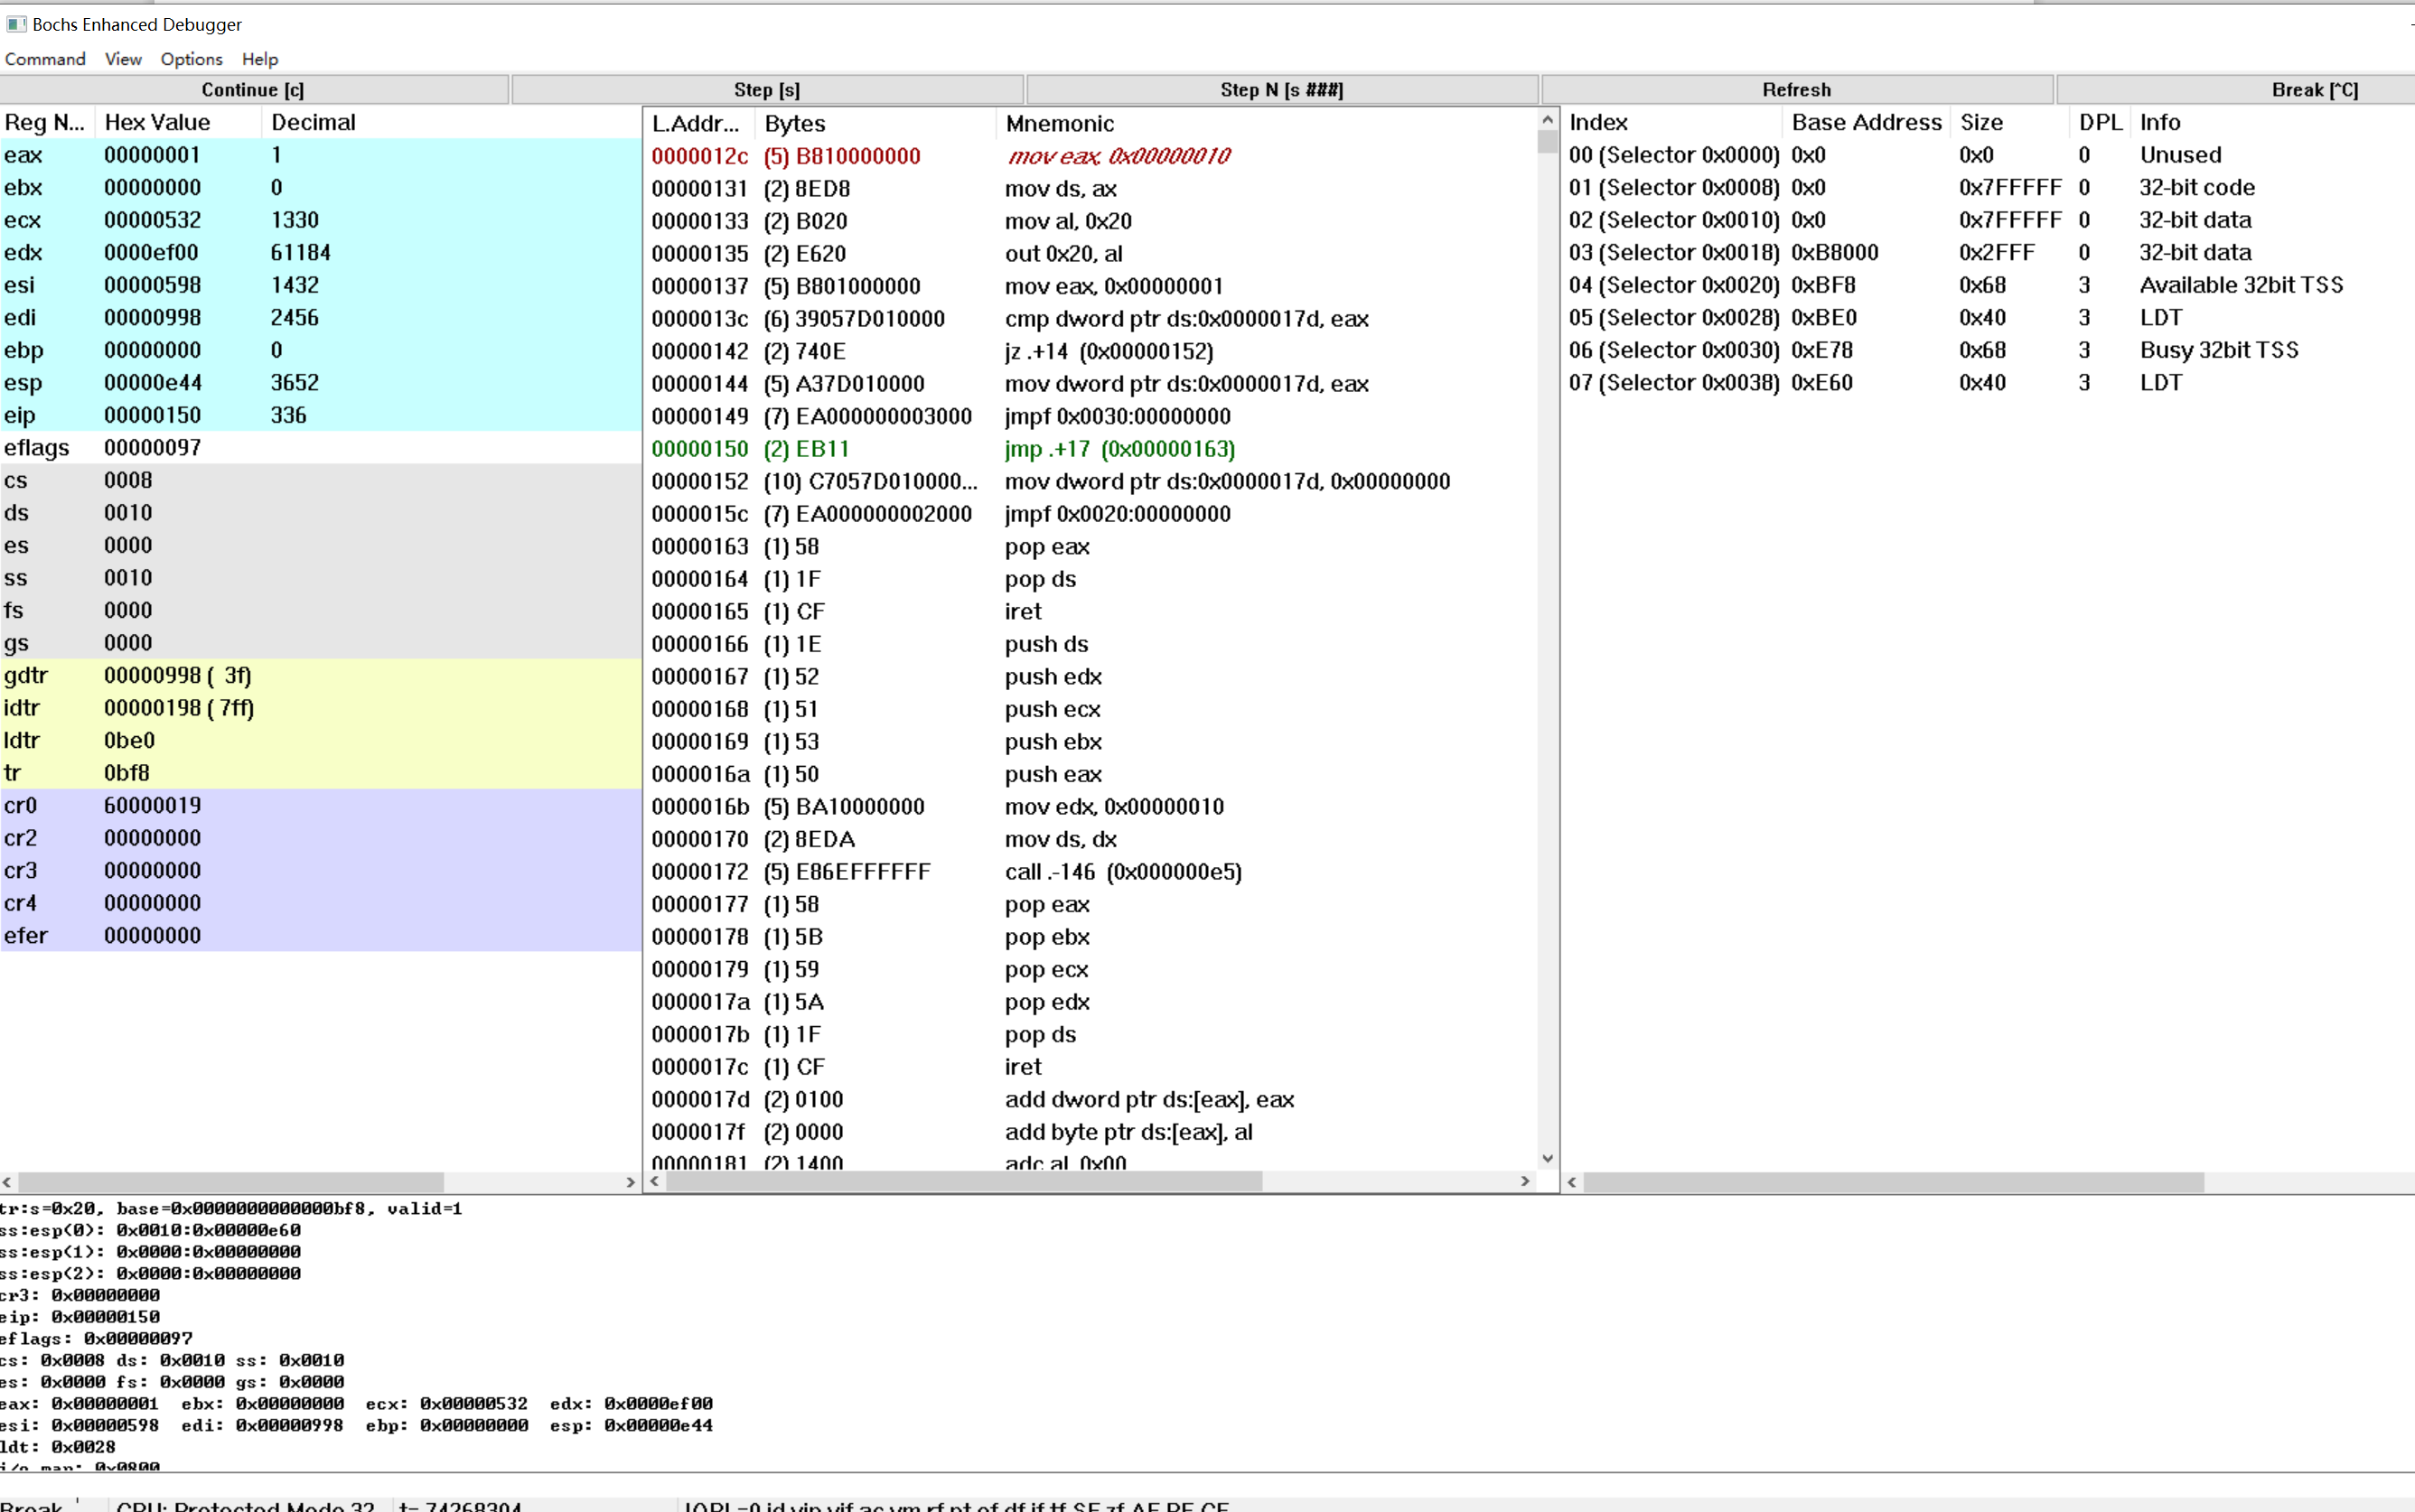 Bochs Enhanced Debugger
Command View Options Help
Continue [c] Step [s] Step N [s ###] Refresh Break [^C]
Reg N... Hex Value Decimal
eax 00000001 1
ebx 00000000 0
ecx 00000532 1330
edx 0000ef00 61184
esi 00000598 1432
edi 00000998 2456
ebp 00000000 0
esp 00000e44 3652
eip 00000150 336
eflags 00000097
cs 0008
ds 0010
es 0000
ss 0010
fs 0000
gs 0000
gdtr 00000998 ( 3f)
idtr 00000198 ( 7ff)
ldtr 0be0
tr 0bf8
cr0 60000019
cr2 00000000
cr3 00000000
cr4 00000000
efer 00000000
L.Addr... Bytes Mnemonic
0000012c (5) B810000000 mov eax, 0x00000010
00000131 (2) 8ED8 mov ds, ax
00000133 (2) B020 mov al, 0x20
00000135 (2) E620 out 0x20, al
00000137 (5) B801000000 mov eax, 0x00000001
0000013c (6) 39057D010000 cmp dword ptr ds:0x0000017d, eax
00000142 (2) 740E jz .+14 (0x00000152)
00000144 (5) A37D010000 mov dword ptr ds:0x0000017d, eax
00000149 (7) EA000000003000 jmpf 0x0030:00000000
00000150 (2) EB11 jmp .+17 (0x00000163)
00000152 (10) C7057D010000... mov dword ptr ds:0x0000017d, 0x00000000
0000015c (7) EA000000002000 jmpf 0x0020:00000000
00000163 (1) 58 pop eax
00000164 (1) 1F pop ds
00000165 (1) CF iret
00000166 (1) 1E push ds
00000167 (1) 52 push edx
00000168 (1) 51 push ecx
00000169 (1) 53 push ebx
0000016a (1) 50 push eax
0000016b (5) BA10000000 mov edx, 0x00000010
00000170 (2) 8EDA mov ds, dx
00000172 (5) E86EFFFFFF call .-146 (0x000000e5)
00000177 (1) 58 pop eax
00000178 (1) 5B pop ebx
00000179 (1) 59 pop ecx
0000017a (1) 5A pop edx
0000017b (1) 1F pop ds
0000017c (1) CF iret
0000017d (2) 0100 add dword ptr ds:[eax], eax
0000017f (2) 0000 add byte ptr ds:[eax], al
00000181 (2) 1400 adc al, 0x00
Index Base Address Size DPL Info
00 (Selector 0x0000) 0x0 0x0 0 Unused
01 (Selector 0x0008) 0x0 0x7FFFFF 0 32-bit code
02 (Selector 0x0010) 0x0 0x7FFFFF 0 32-bit data
03 (Selector 0x0018) 0xB8000 0x2FFF 0 32-bit data
04 (Selector 0x0020) 0xBF8 0x68 3 Available 32bit TSS
05 (Selector 0x0028) 0xBE0 0x40 3 LDT
06 (Selector 0x0030) 0xE78 0x68 3 Busy 32bit TSS
07 (Selector 0x0038) 0xE60 0x40 3 LDT
tr:s=0x20, base=0x0000000000000bf8, valid=1
ss:esp(0): 0x0010:0x00000e60
ss:esp(1): 0x0000:0x00000000
ss:esp(2): 0x0000:0x00000000
cr3: 0x00000000
eip: 0x00000150
eflags: 0x00000097
cs: 0x0008 ds: 0x0010 ss: 0x0010
es: 0x0000 fs: 0x0000 gs: 0x0000
eax: 0x00000001 ebx: 0x00000000 ecx: 0x00000532 edx: 0x0000ef00
esi: 0x00000598 edi: 0x00000998 ebp: 0x00000000 esp: 0x00000e44
ldt: 0x0028
i/o map: 0x0800
Break CPU: Protected Mode 32 t= 74268304 IOPL=0 id vip vif ac vm rf nt of df if tf SF zf AF PF CF